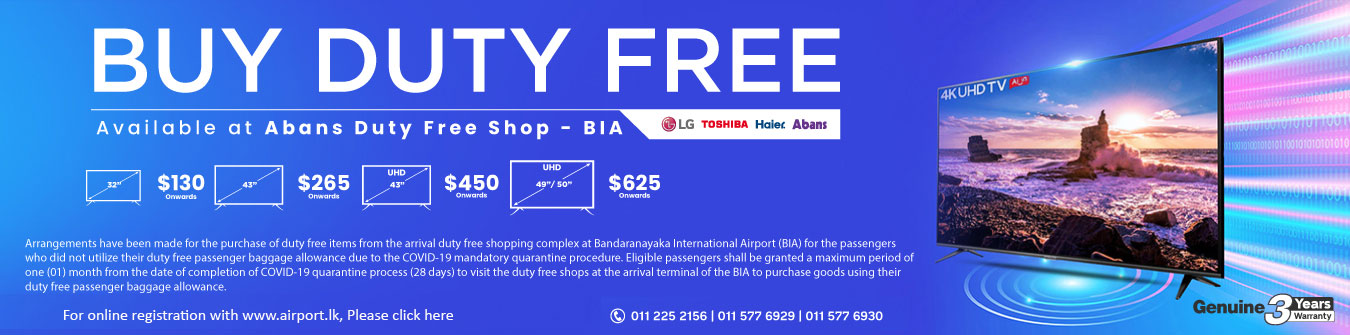 BUY DUTY FREE
Available at Abans Duty Free Shop - BIA
LG TOSHIBA Haier Abans
4K UHD TV
32" $130 Onwards
43" $265 Onwards
UHD 43" $450 Onwards
UHD 49"/ 50" $625 Onwards
Arrangements have been made for the purchase of duty free items from the arrival duty free shopping complex at Bandaranayaka International Airport (BIA) for the passengers
who did not utilize their duty free passenger baggage allowance due to the COVID-19 mandatory quarantine procedure. Eligible passengers shall be granted a maximum period of
one (01) month from the date of completion of COVID-19 quarantine process (28 days) to visit the duty free shops at the arrival terminal of the BIA to purchase goods using their
duty free passenger baggage allowance.
For online registration with www.airport.lk, Please click here
011 225 2156 | 011 577 6929 | 011 577 6930
Genuine 3 Years Warranty